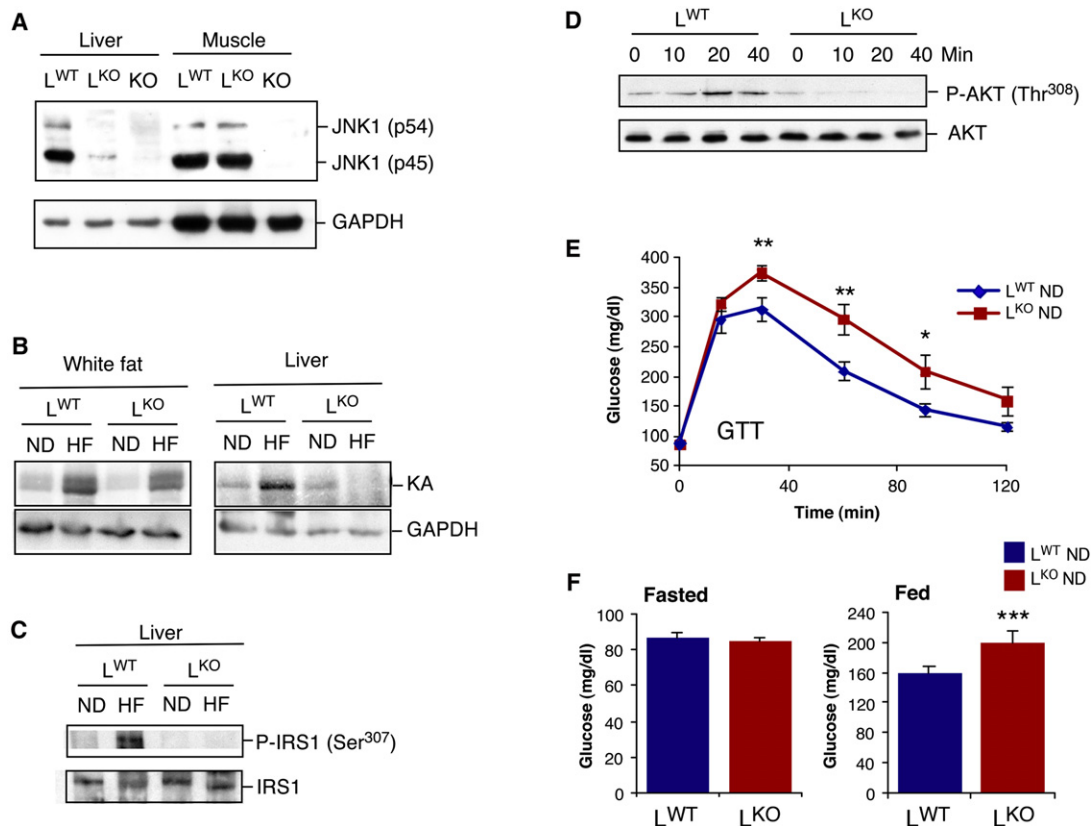 A
Liver Muscle
L^WT L^KO KO L^WT L^KO KO
JNK1 (p54)
JNK1 (p45)
GAPDH
B
White fat Liver
L^WT L^KO L^WT L^KO
ND HF ND HF ND HF ND HF
KA
GAPDH
C
Liver
L^WT L^KO
ND HF ND HF
P-IRS1 (Ser^307)
IRS1
D
L^WT L^KO
0 10 20 40 0 10 20 40 Min
P-AKT (Thr^308)
AKT
E
400
350
300
250
200
150
100
50
Glucose (mg/dl)
** ** *
L^WT ND
L^KO ND
GTT
0 40 80 120
Time (min)
L^WT ND
L^KO ND
F
Fasted
100
80
60
40
20
0
Glucose (mg/dl)
L^WT L^KO
Fed
***
240
200
160
120
80
40
0
Glucose (mg/dl)
L^WT L^KO